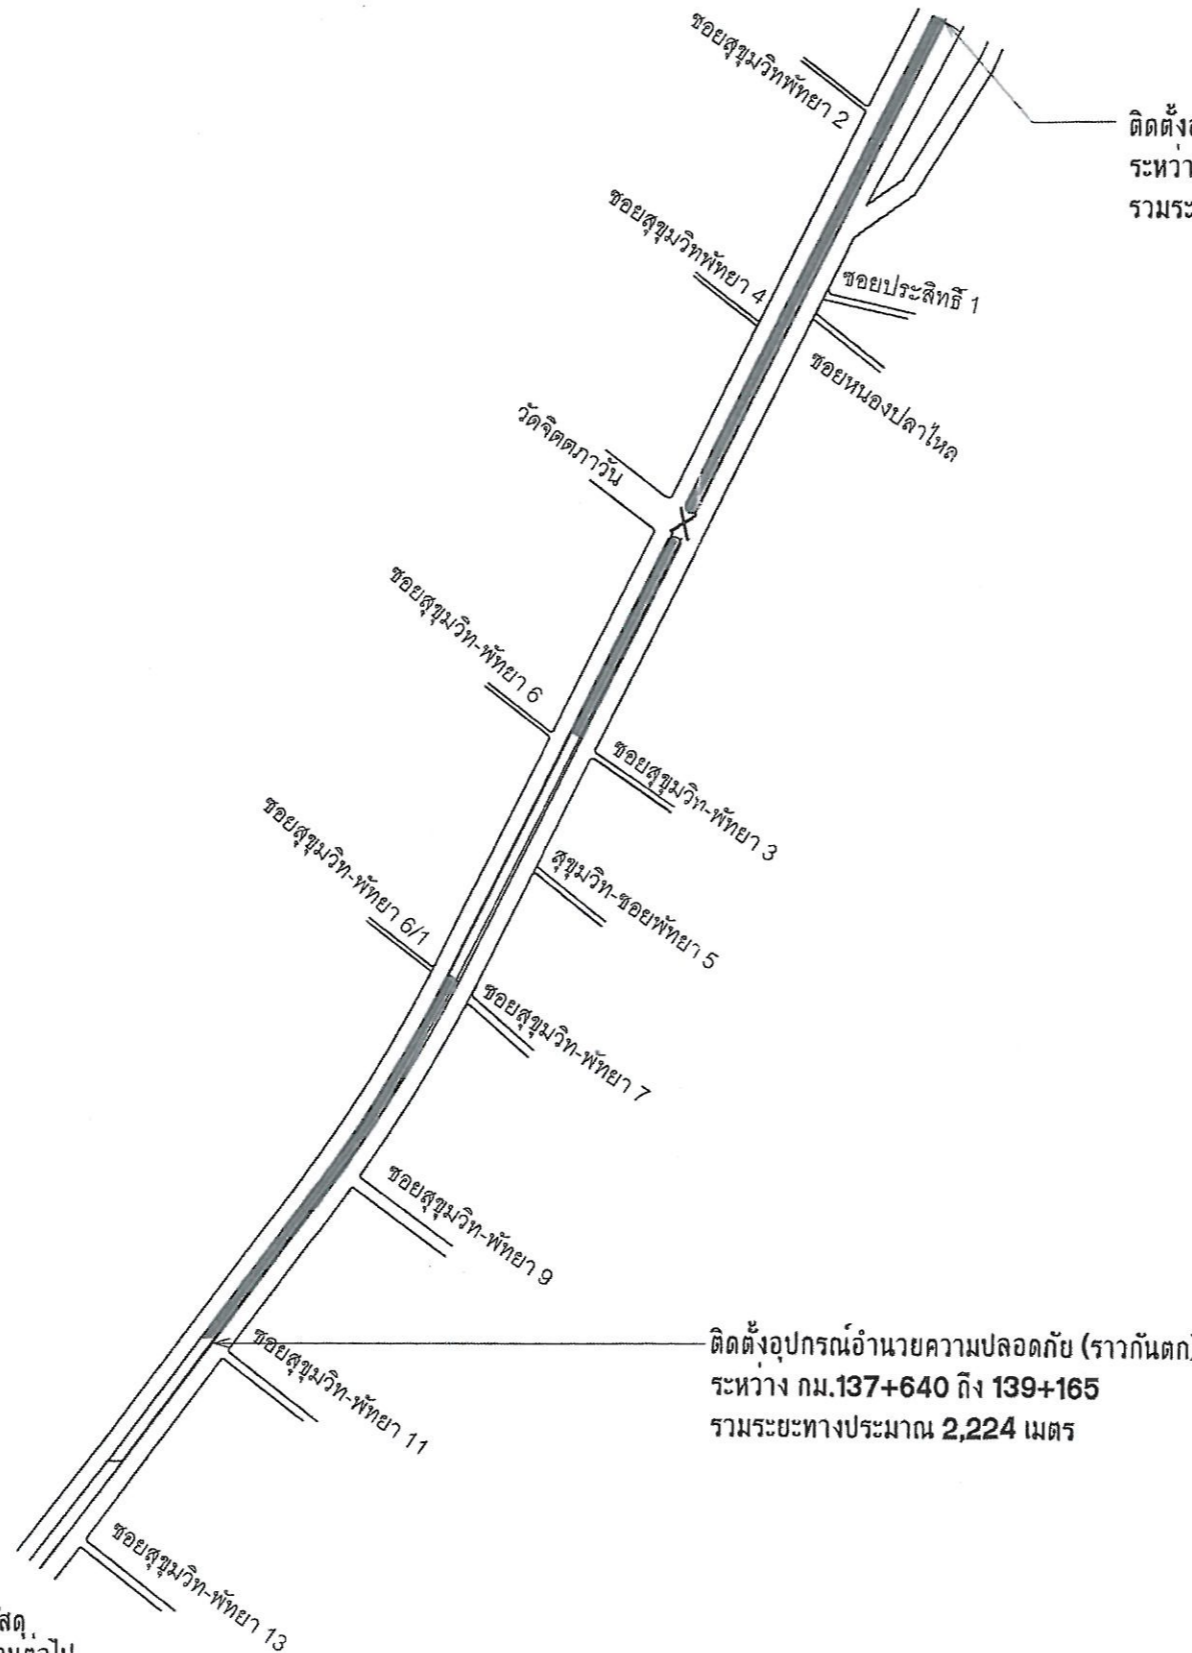 ซอยสุขุมวิทพัทยา 2
ติดตั้ง
ระหว่า
รวมระ
ซอยสุขุมวิทพัทยา 4
ซอยประสิทธิ์ 1
ซอยหนองปลาไหล
วัดจิตตภาวัน
ซอยสุขุมวิท-พัทยา 6
ซอยสุขุมวิท-พัทยา 3
ซอยสุขุมวิท-พัทยา 6/1
สุขุมวิท-ซอยพัทยา 5
ซอยสุขุมวิท-พัทยา 7
ซอยสุขุมวิท-พัทยา 9
ติดตั้งอุปกรณ์อำนวยความปลอดภัย (ราวกันตก)
ระหว่าง กม.137+640 ถึง 139+165
รวมระยะทางประมาณ 2,224 เมตร
ซอยสุขุมวิท-พัทยา 11
ซอยสุขุมวิท-พัทยา 13